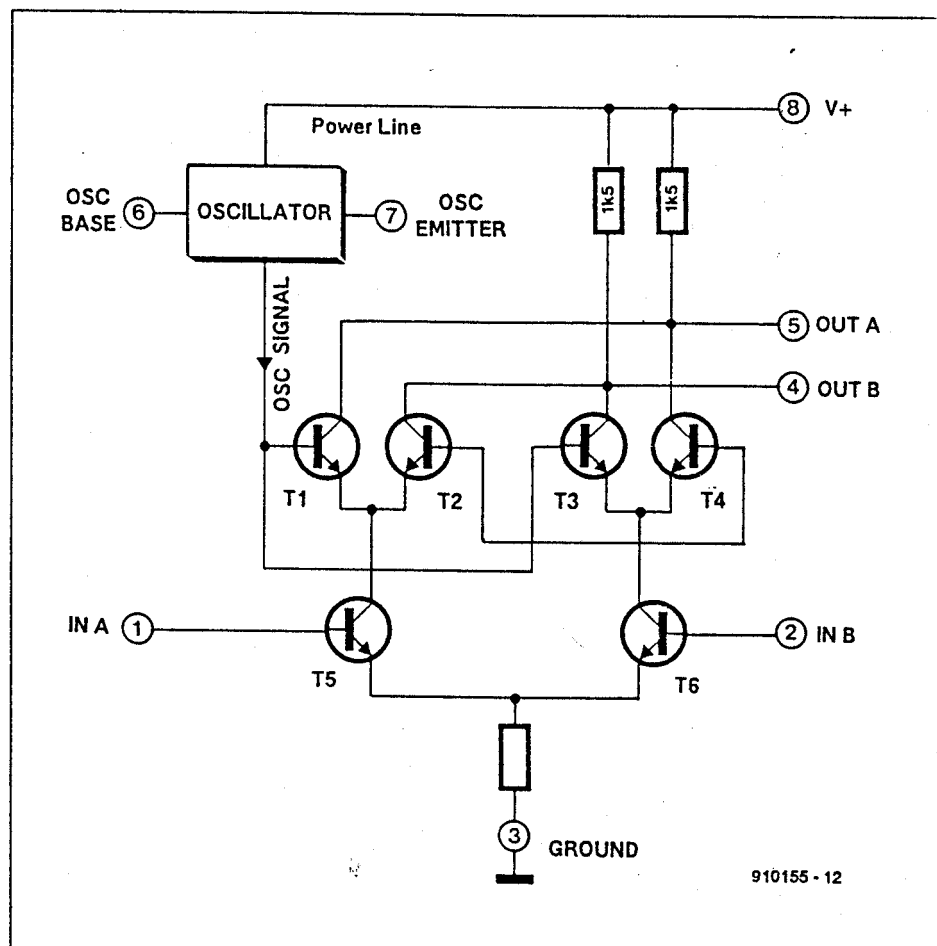 8 V+
Power Line
OSC
BASE
6
OSCILLATOR
7
OSC
EMITTER
1k5
1k5
OSC SIGNAL
5 OUT A
4 OUT B
T1
T2
T3
T4
IN A 1
2 IN B
T5
T6
3
GROUND
910155 - 12